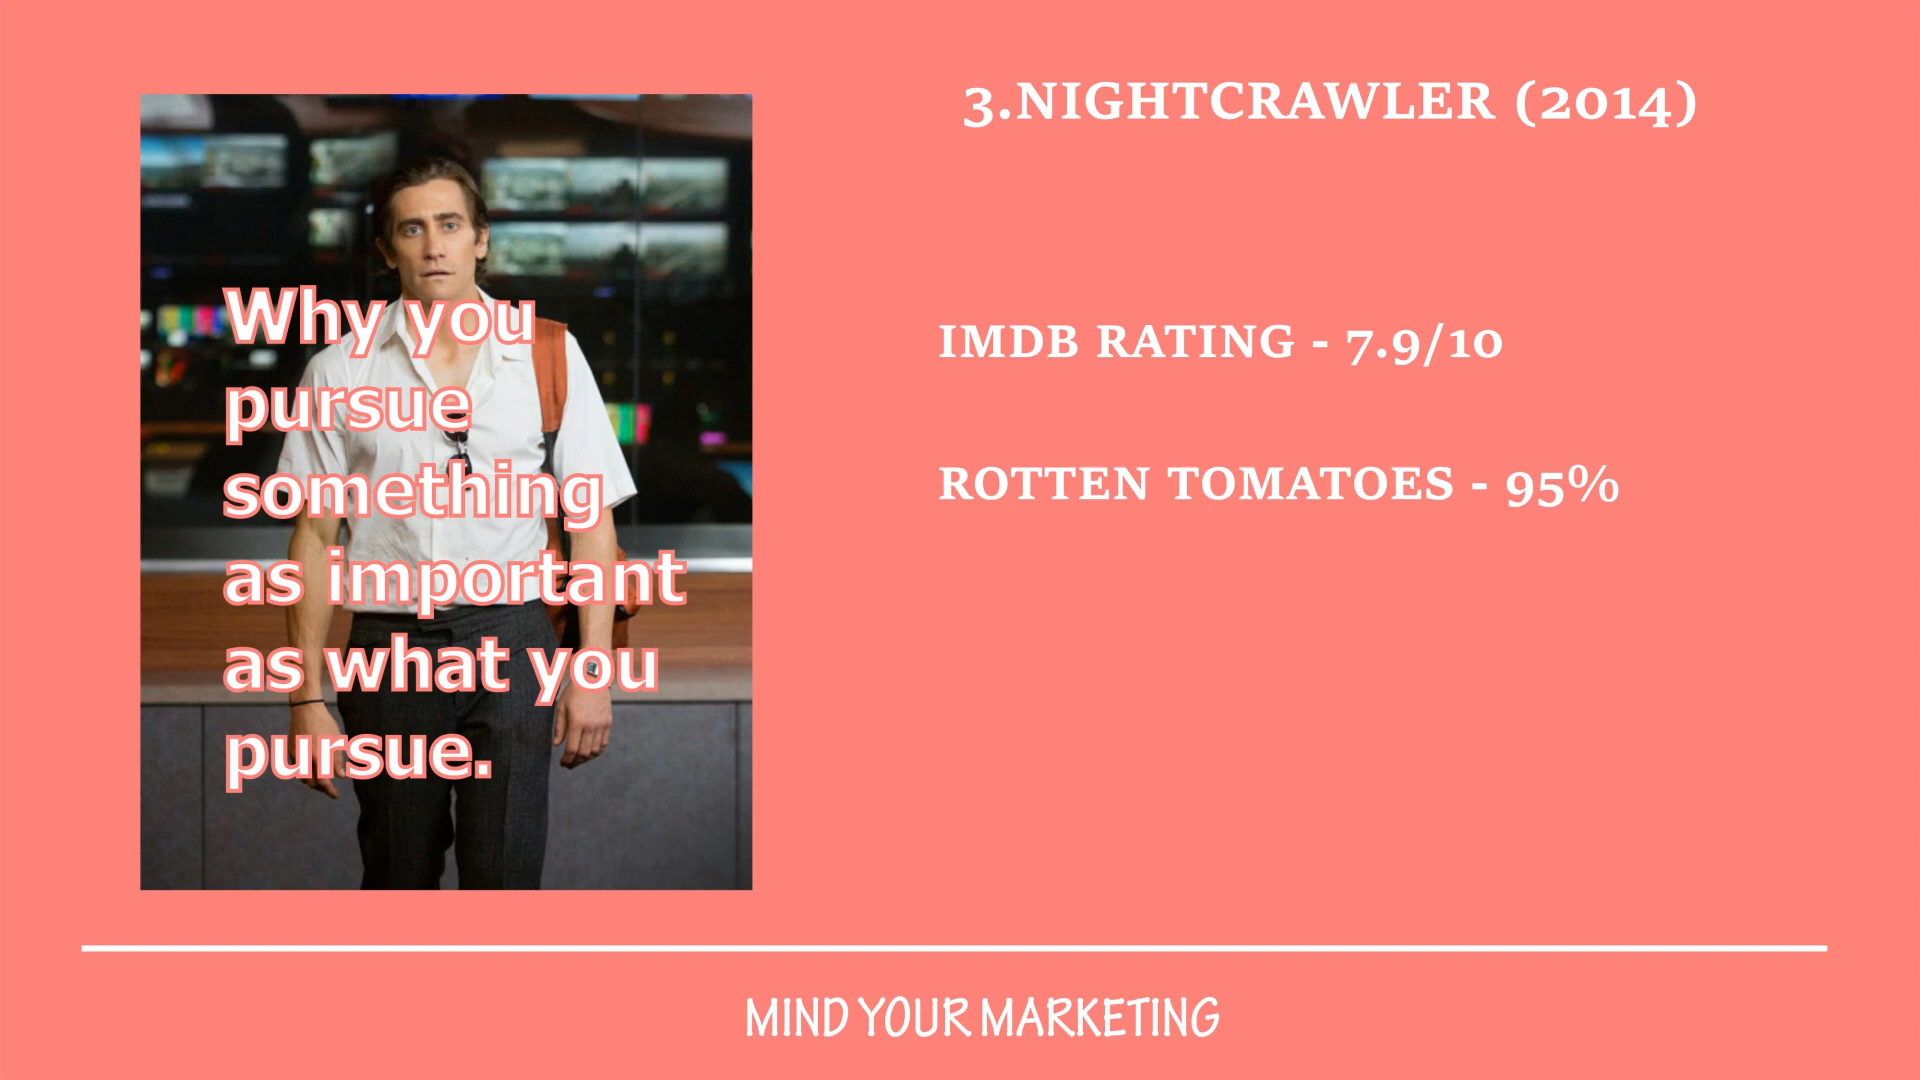 3.NIGHTCRAWLER (2014)
Why you
pursue
something
as important
as what you
pursue.
IMDB RATING - 7.9/10
ROTTEN TOMATOES - 95%
MIND YOUR MARKETING